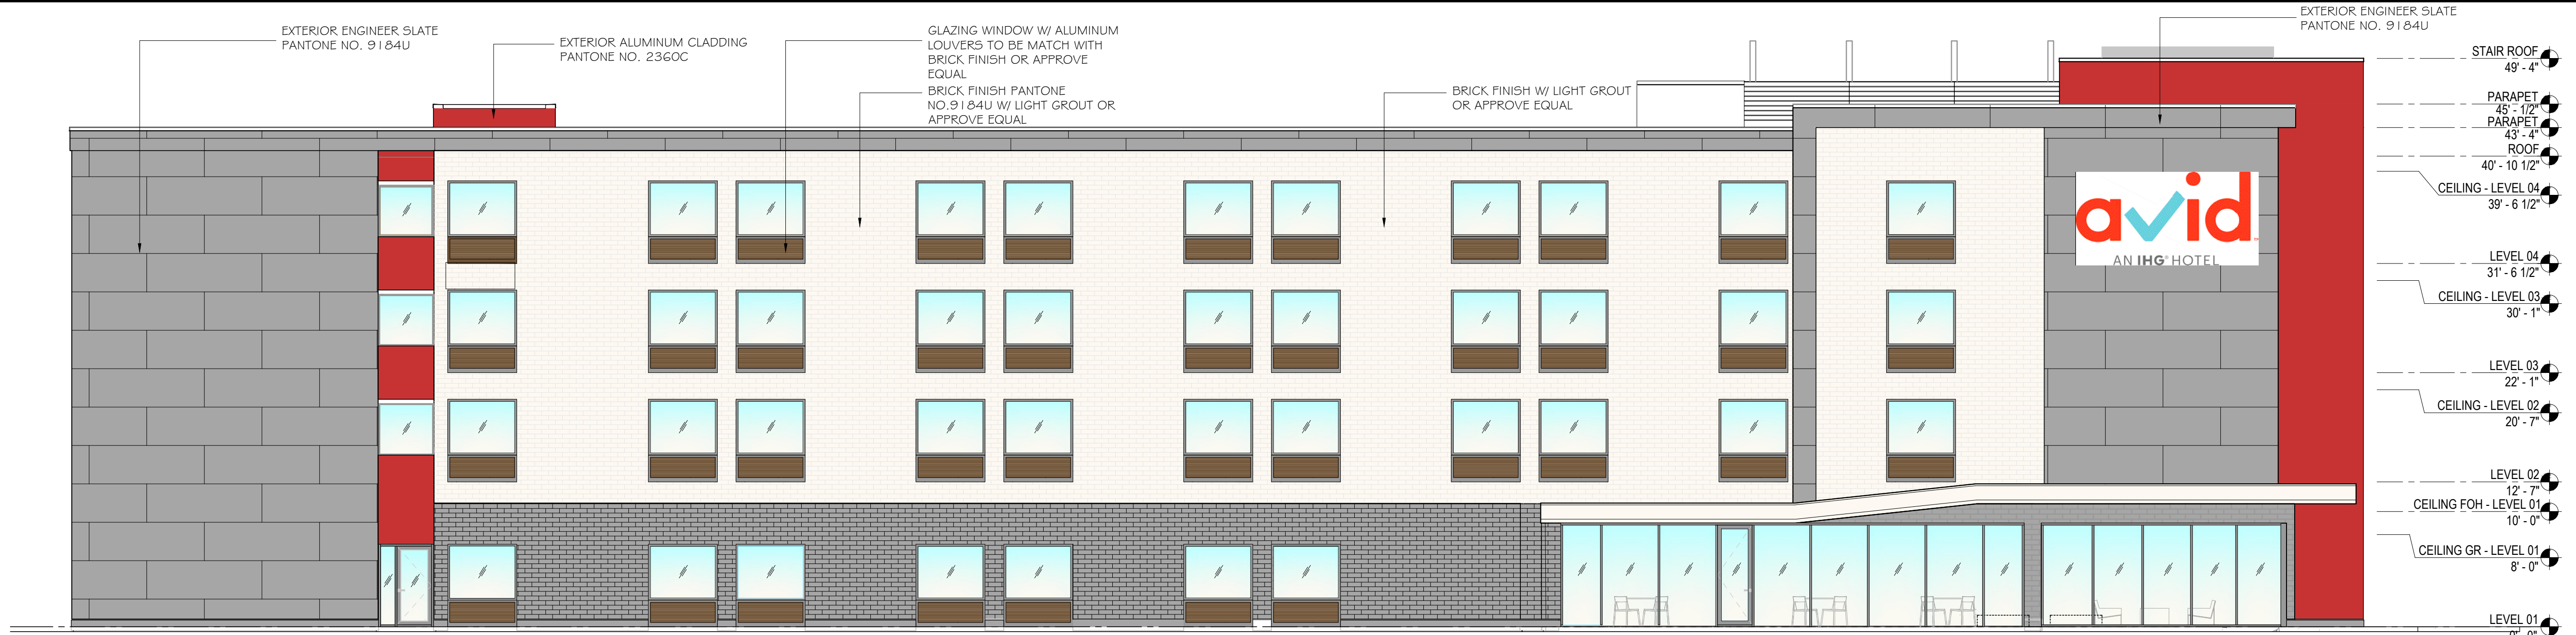 EXTERIOR ENGINEER SLATE
PANTONE NO. 9184U
EXTERIOR ALUMINUM CLADDING
PANTONE NO. 2360C
GLAZING WINDOW W/ ALUMINUM
LOUVERS TO BE MATCH WITH
BRICK FINISH OR APPROVE
EQUAL
BRICK FINISH PANTONE
NO.9184U W/ LIGHT GROUT OR
APPROVE EQUAL
BRICK FINISH W/ LIGHT GROUT
OR APPROVE EQUAL
EXTERIOR ENGINEER SLATE
PANTONE NO. 9184U
avid
AN IHG® HOTEL
STAIR ROOF
49' - 4"
PARAPET
45' - 1/2"
PARAPET
43' - 4"
ROOF
40' - 10 1/2"
CEILING - LEVEL 04
39' - 6 1/2"
LEVEL 04
31' - 6 1/2"
CEILING - LEVEL 03
30' - 1"
LEVEL 03
22' - 1"
CEILING - LEVEL 02
20' - 7"
LEVEL 02
12' - 7"
CEILING FOH - LEVEL 01
10' - 0"
CEILING GR - LEVEL 01
8' - 0"
LEVEL 01
0' - 0"